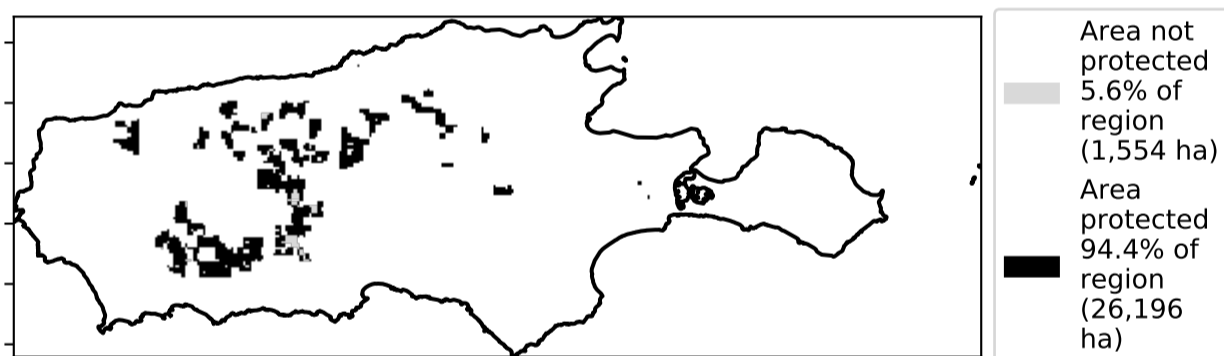 Area not
protected
5.6% of
region
(1,554 ha)
Area
protected
94.4% of
region
(26,196
ha)